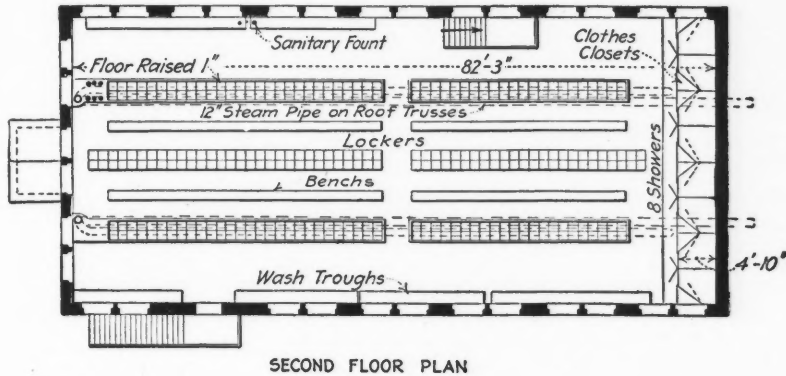 Sanitary Fount
Clothes
Closets
Floor Raised 1"
82'-3"
12" Steam Pipe on Roof Trusses
Lockers
Benchs
8 Showers
4'-10"
Wash Troughs
SECOND FLOOR PLAN